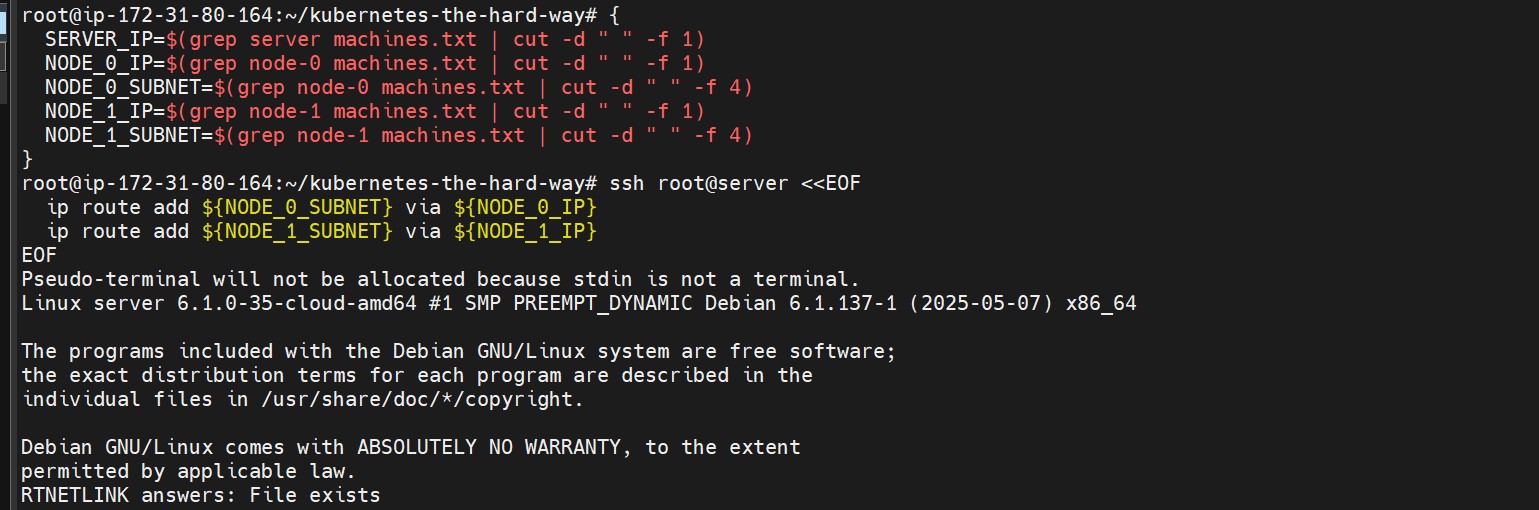 root@ip-172-31-80-164:~/kubernetes-the-hard-way# {
  SERVER_IP=$(grep server machines.txt | cut -d " " -f 1)
  NODE_0_IP=$(grep node-0 machines.txt | cut -d " " -f 1)
  NODE_0_SUBNET=$(grep node-0 machines.txt | cut -d " " -f 4)
  NODE_1_IP=$(grep node-1 machines.txt | cut -d " " -f 1)
  NODE_1_SUBNET=$(grep node-1 machines.txt | cut -d " " -f 4)
}
root@ip-172-31-80-164:~/kubernetes-the-hard-way# ssh root@server <<EOF
  ip route add ${NODE_0_SUBNET} via ${NODE_0_IP}
  ip route add ${NODE_1_SUBNET} via ${NODE_1_IP}
EOF
Pseudo-terminal will not be allocated because stdin is not a terminal.
Linux server 6.1.0-35-cloud-amd64 #1 SMP PREEMPT_DYNAMIC Debian 6.1.137-1 (2025-05-07) x86_64

The programs included with the Debian GNU/Linux system are free software;
the exact distribution terms for each program are described in the
individual files in /usr/share/doc/*/copyright.

Debian GNU/Linux comes with ABSOLUTELY NO WARRANTY, to the extent
permitted by applicable law.
RTNETLINK answers: File exists